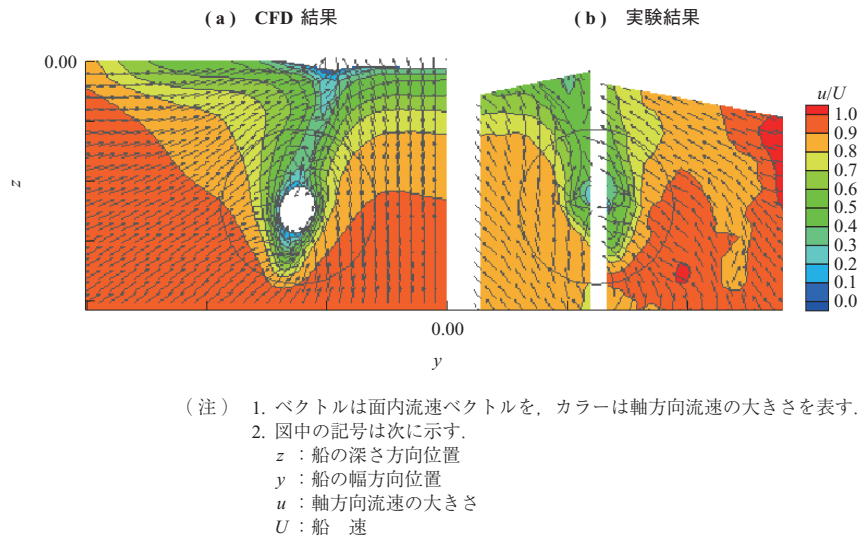 ( a ) CFD 結果
( b ) 実験結果
0.00
z
u/U
1.0
0.9
0.8
0.7
0.6
0.5
0.4
0.3
0.2
0.1
0.0
0.00
y
( 注 ) 1. ベクトルは面内流速ベクトルを，カラーは軸方向流速の大きさを表す．
2. 図中の記号は次に示す．
z ：船の深さ方向位置
y ：船の幅方向位置
u ：軸方向流速の大きさ
U ：船 速